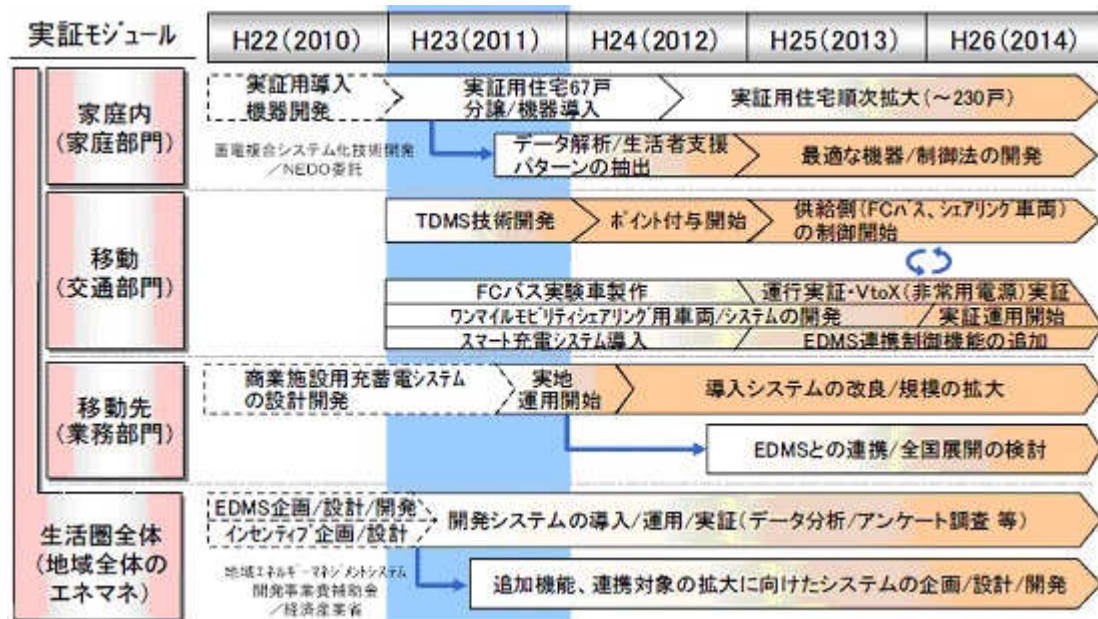 実証モジュール
H22(2010)
H23(2011)
H24(2012)
H25(2013)
H26(2014)
家庭内
(家庭部門)
実証用導入
機器開発
実証用住宅67戸
分譲/機器導入
実証用住宅順次拡大(~230戸)
蓄電複合システム化技術開発
/NEDO委託
データ解析/生活者支援
パターンの抽出
最適な機器/制御法の開発
移動
(交通部門)
TDMS技術開発
ポイント付与開始
供給側(FCバス、シェアリング車両)
の制御開始
FCバス実験車製作
運行実証・VtoX(非常用電源)実証
ワンマイルモビリティシェアリング用車両/システムの開発
実証運用開始
スマート充電システム導入
EDMS連携制御機能の追加
移動先
(業務部門)
商業施設用充蓄電システム
の設計開発
実地
運用開始
導入システムの改良/規模の拡大
EDMSとの連携/全国展開の検討
生活圏全体
(地域全体の
エネマネ)
EDMS企画/設計/開発
インセンティブ企画/設計
開発システムの導入/運用/実証(データ分析/アンケート調査 等)
地域エネルギーマネジメントシステム
開発事業費補助金
/経済産業省
追加機能、連携対象の拡大に向けたシステムの企画/設計/開発